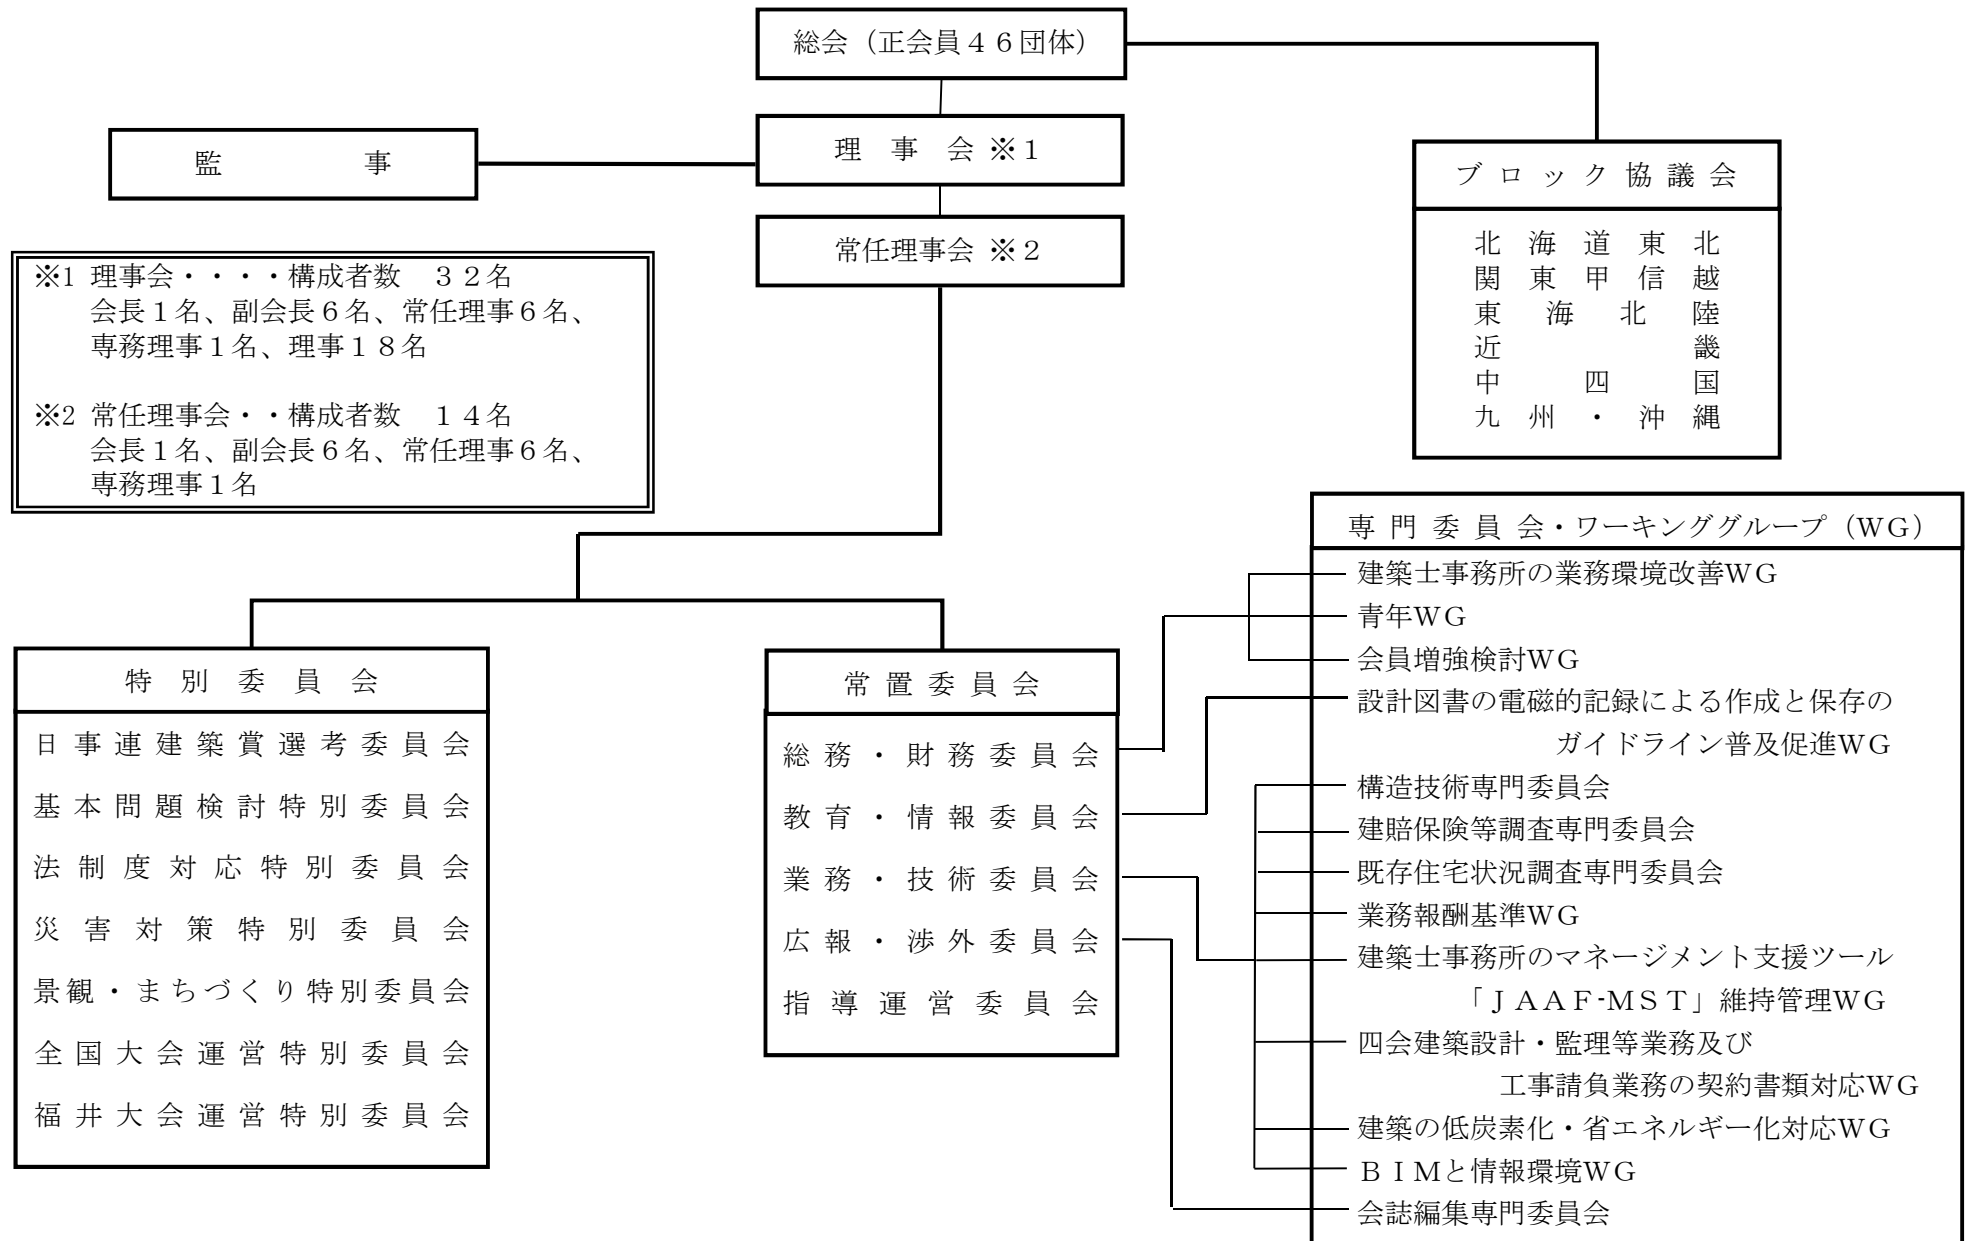 総会（正会員４６団体）
理事会 ※１
監事
常任理事会 ※２
※1 理事会・・・・構成者数　３２名
会長１名、副会長６名、常任理事６名、
専務理事１名、理事１８名
※2 常任理事会・・構成者数　１４名
会長１名、副会長６名、常任理事６名、
専務理事１名
ブロック協議会
北海道東北
関東甲信越
東海北陸
近畿
中四国
九州・沖縄
特別委員会
日事連建築賞選考委員会
基本問題検討特別委員会
法制度対応特別委員会
災害対策特別委員会
景観・まちづくり特別委員会
全国大会運営特別委員会
福井大会運営特別委員会
常置委員会
総務・財務委員会
教育・情報委員会
業務・技術委員会
広報・渉外委員会
指導運営委員会
専門委員会・ワーキンググループ（WG）
建築士事務所の業務環境改善WG
青年WG
会員増強検討WG
設計図書の電磁的記録による作成と保存の
ガイドライン普及促進WG
構造技術専門委員会
建賠保険等調査専門委員会
既存住宅状況調査専門委員会
業務報酬基準WG
建築士事務所のマネージメント支援ツール
「ＪＡＡＦ-ＭＳＴ」維持管理WG
四会建築設計・監理等業務及び
工事請負業務の契約書類対応WG
建築の低炭素化・省エネルギー化対応WG
ＢＩＭと情報環境WG
会誌編集専門委員会